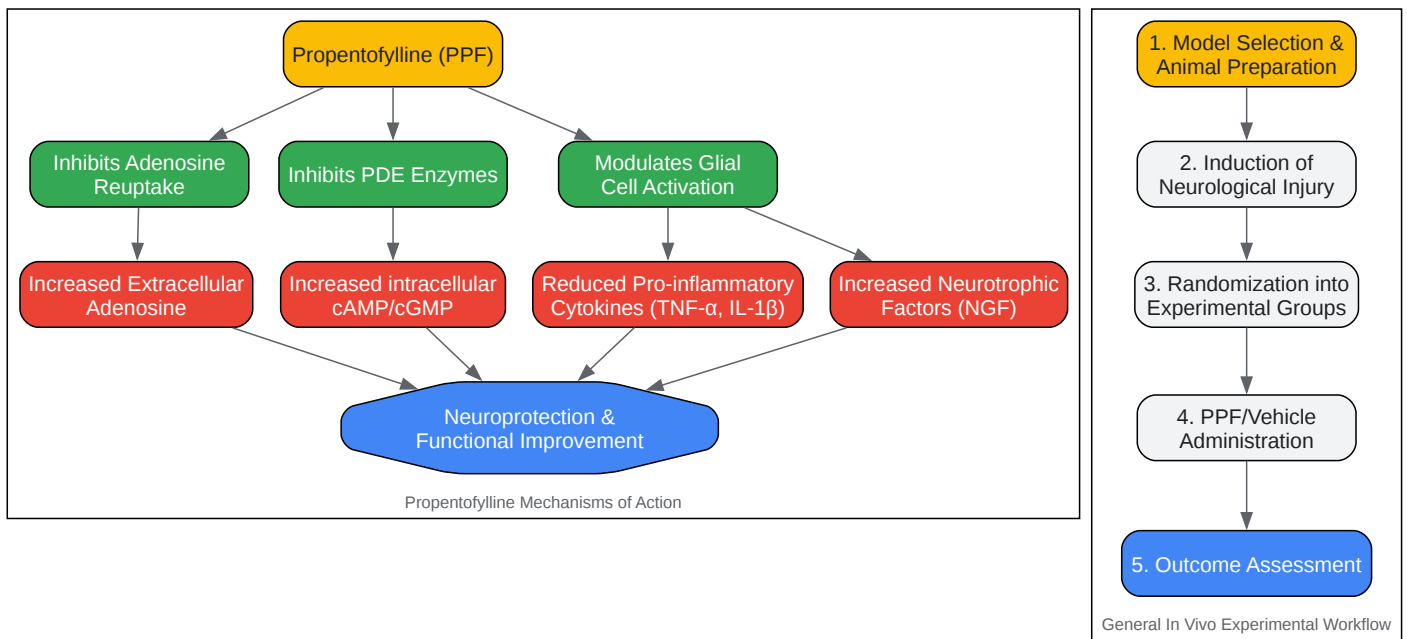 Propentofylline (PPF)
Inhibits Adenosine
Reuptake
Inhibits PDE Enzymes
Modulates Glial
Cell Activation
Increased Extracellular
Adenosine
Increased intracellular
cAMP/cGMP
Reduced Pro-inflammatory
Cytokines (TNF-α, IL-1β)
Increased Neurotrophic
Factors (NGF)
Neuroprotection &
Functional Improvement
Propentofylline Mechanisms of Action
1. Model Selection &
Animal Preparation
2. Induction of
Neurological Injury
3. Randomization into
Experimental Groups
4. PPF/Vehicle
Administration
5. Outcome Assessment
General In Vivo Experimental Workflow